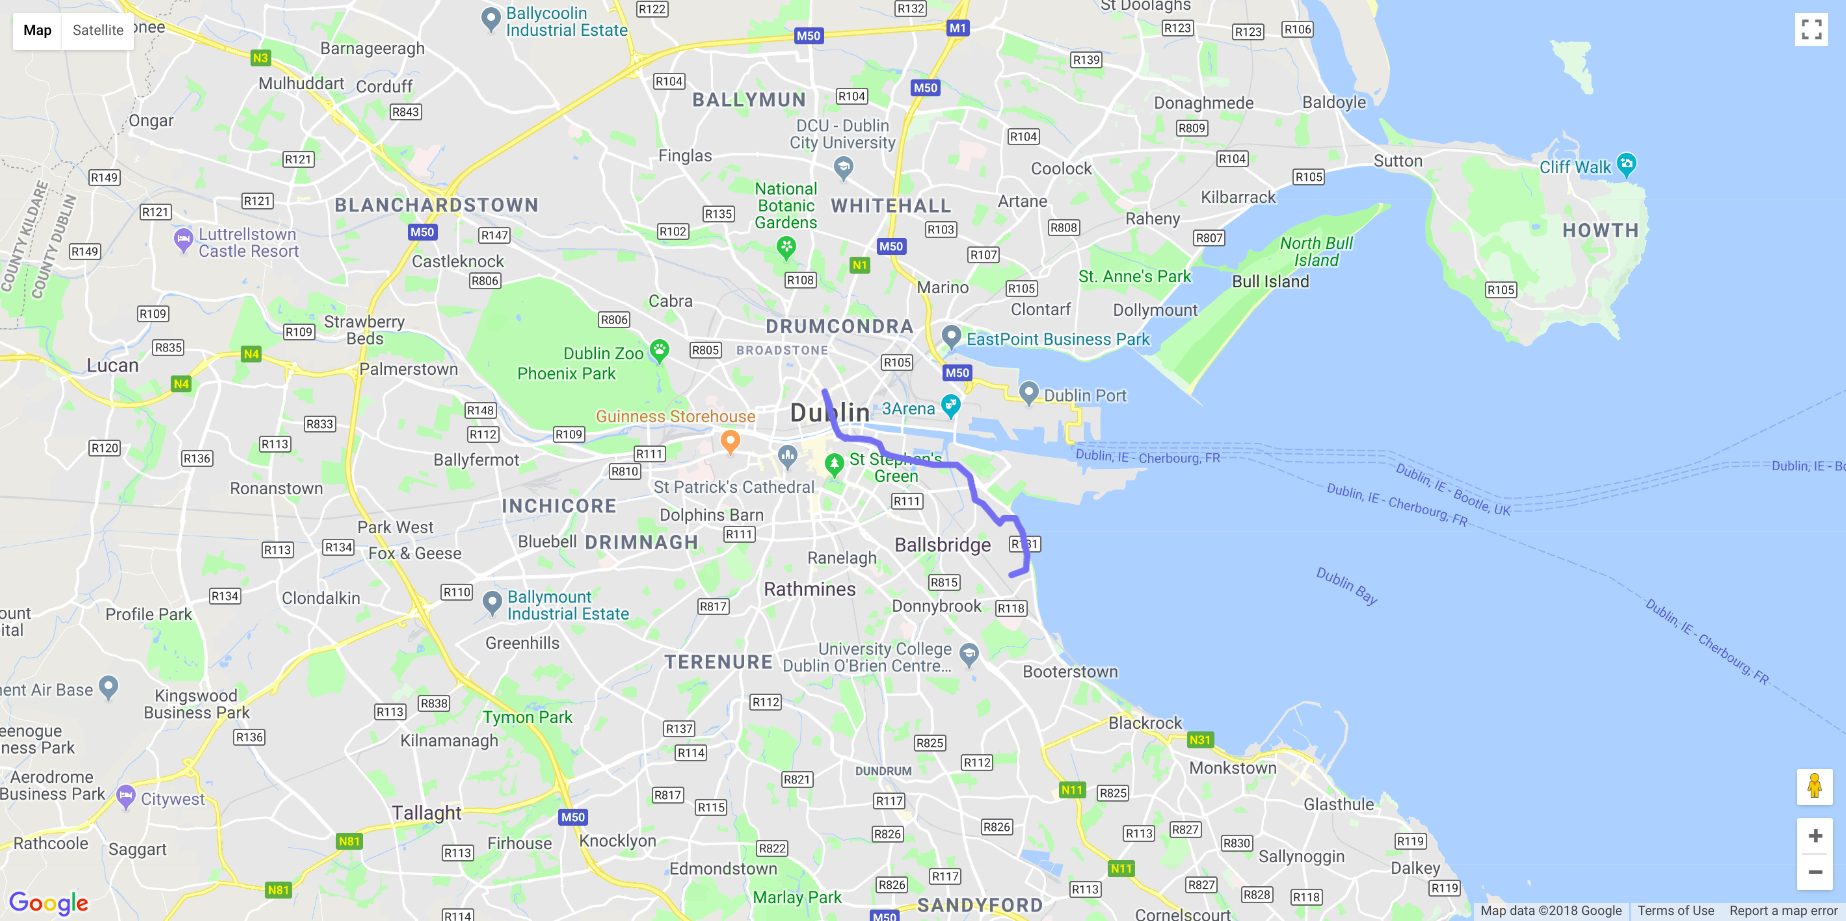 Map
Satellite
Ballycoolin
Industrial Estate
R122
R132
St Doolaghs
R123
R123
R106
M50
M1
Barnageeragh
N3
R139
Mulhuddart
Corduff
R104
M50
R104
BALLYMUN
Donaghmede
Baldoyle
R843
Ongar
DCU - Dublin
City University
R104
R809
R121
Finglas
Coolock
R104
Sutton
Cliff Walk
R149
R105
COUNTY KILDARE
COUNTY DUBLIN
R121
R121
BLANCHARDSTOWN
National
Botanic
Gardens
R135
WHITEHALL
Artane
Kilbarrack
Raheny
HOWTH
Luttrellstown
Castle Resort
M50
R147
R102
R103
R808
R807
North Bull
Island
R149
M50
Castleknock
R806
R108
N1
R107
St. Anne's Park
Bull Island
R105
Marino
R105
Cabra
Clontarf
Dollymount
R109
R109
Strawberry
Beds
R806
DRUMCONDRA
R835
N4
Dublin Zoo
R805
BROADSTONE
EastPoint Business Park
Lucan
Palmerstown
Phoenix Park
R105
M50
N4
Dublin Port
R148
Guinness Storehouse
Dublin
3Arena
R833
R112
R109
R120
R113
R136
Ballyfermot
R111
R810
St Stephen's
Green
Dublin, IE - Cherbourg, FR
Dublin, IE - Bootle, UK
Dublin, IE - Bo
Ronanstown
St Patrick's Cathedral
Dublin, IE - Cherbourg, FR
INCHICORE
R111
Dolphins Barn
Park West
Bluebell
DRIMNAGH
R111
Ballsbridge
R131
R113
R134
Fox & Geese
Ranelagh
R815
Dublin Bay
Rathmines
R134
Clondalkin
R110
Ballymount
Industrial Estate
R817
Donnybrook
R118
Profile Park
Dublin, IE - Cherbourg, FR
Greenhills
University College
Dublin O'Brien Centre...
TERENURE
Booterstown
Kingswood
Business Park
R113
R838
R112
Tymon Park
Blackrock
R136
R137
R114
R825
N31
Kilnamanagh
R112
Monkstown
Aerodrome
Business Park
DUNDRUM
R821
N11
R825
Citywest
R817
R115
R117
Glasthule
Tallaght
M50
R826
R826
R113
R827
R119
Rathcoole
Saggart
N81
Firhouse
Knocklyon
R822
R830
Sallynoggin
R113
Edmondstown
N11
Dalkey
R117
R826
R113
R827
R828
R118
R119
N81
Marlay Park
R114
M50
SANDYFORD
Cornelscourt
Google
Map data ©2018 Google
Terms of Use
Report a map error